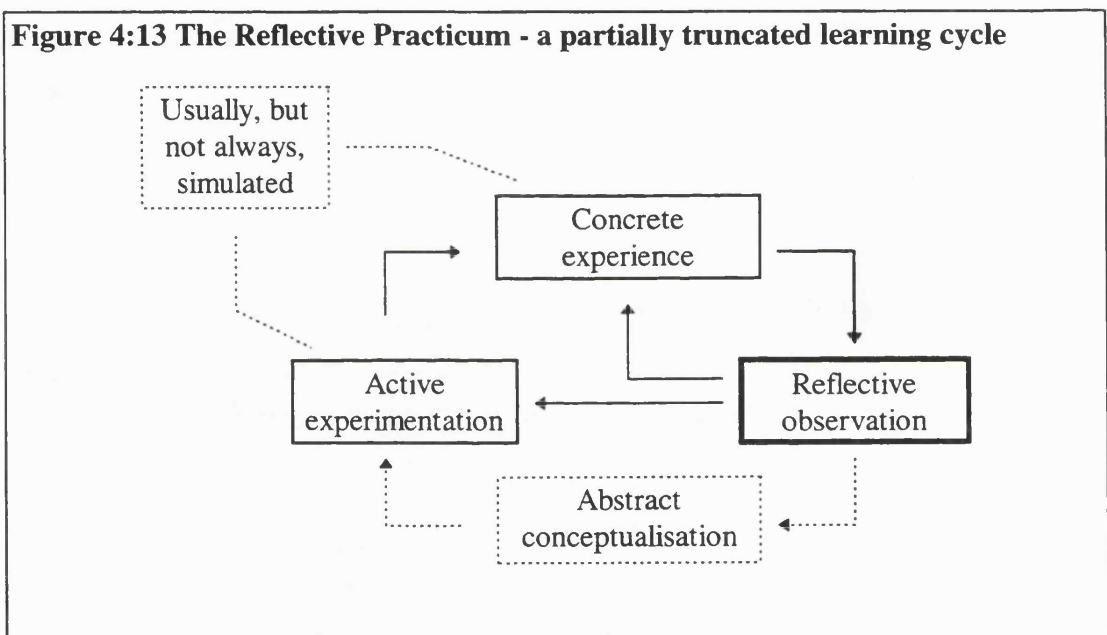 Figure 4:13 The Reflective Practicum - a partially truncated learning cycle
Usually, but
not always,
simulated
Concrete
experience
Active
experimentation
Reflective
observation
Abstract
conceptualisation